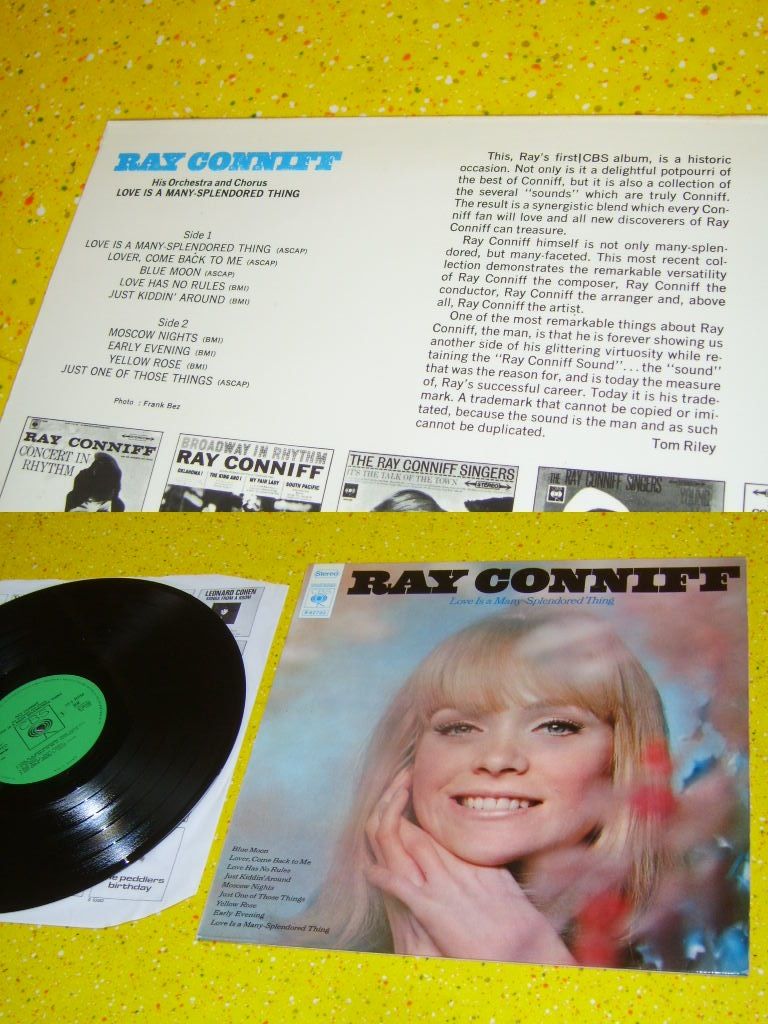 RAY CONNIFF
His Orchestra and Chorus
LOVE IS A MANY-SPLENDORED THING
Side 1
LOVE IS A MANY-SPLENDORED THING (ASCAP)
LOVER, COME BACK TO ME (ASCAP)
BLUE MOON (ASCAP)
LOVE HAS NO RULES (BMI)
JUST KIDDIN' AROUND (BMI)
Side 2
MOSCOW NIGHTS (BMI)
EARLY EVENING (BMI)
YELLOW ROSE (BMI)
JUST ONE OF THOSE THINGS (ASCAP)
Photo : Frank Bez
This, Ray's first CBS album, is a historic
occasion. Not only is it a delightful potpourri of
the best of Conniff, but it is also a collection of
the several "sounds" which are truly Conniff.
The result is a synergistic blend which every Con-
niff fan will love and all new discoverers of Ray
Conniff can treasure.
Ray Conniff himself is not only many-splen-
dored, but many-faceted. This most recent col-
lection demonstrates the remarkable versatility
of Ray Conniff the composer, Ray Conniff the
conductor, Ray Conniff the arranger and, above
all, Ray Conniff the artist.
One of the most remarkable things about Ray
Conniff, the man, is that he is forever showing us
another side of his glittering virtuosity while re-
taining the "Ray Conniff Sound"... the "sound"
that was the reason for, and is today the measure
of, Ray's successful career. Today it is his trade-
mark. A trademark that cannot be copied or imi-
tated, because the sound is the man and as such
cannot be duplicated.
Tom Riley
RAY CONNIFF
CONCERT IN
RHYTHM
BROADWAY IN RHYTHM
RAY CONNIFF
OKLAHOMA! THE KING AND I MY FAIR LADY SOUTH PACIFIC
THE RAY CONNIFF SINGERS
IT'S THE TALK OF THE TOWN
STEREO
THE RAY CONNIFF SINGERS
LEONARD COHEN
SONGS FROM A ROOM
CBS
peddlers
birthday
Stereo
RAY CONNIFF
Love Is a Many-Splendored Thing
Blue Moon
Lover, Come Back to Me
Love Has No Rules
Just Kiddin' Around
Moscow Nights
Just One of Those Things
Yellow Rose
Early Evening
Love Is a Many-Splendored Thing